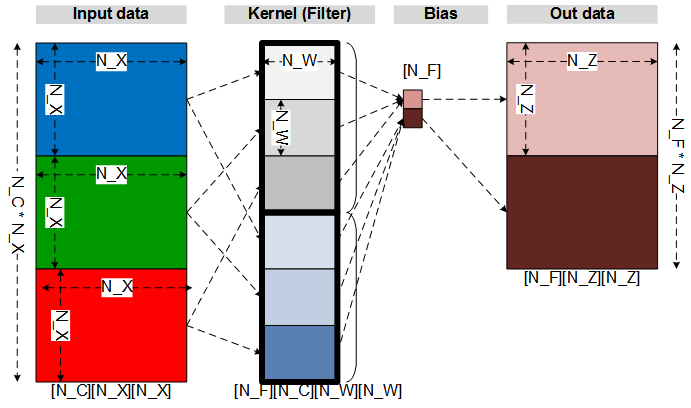 Input data
Kernel (Filter)
Bias
Out data
N_X
N_X
N_X
N_X
N_X
N_X
N_C * N_X
[N_C][N_X][N_X]
N_W
N_W
[N_F][N_C][N_W][N_W]
[N_F]
N_Z
N_Z
N_F * N_Z
[N_F][N_Z][N_Z]